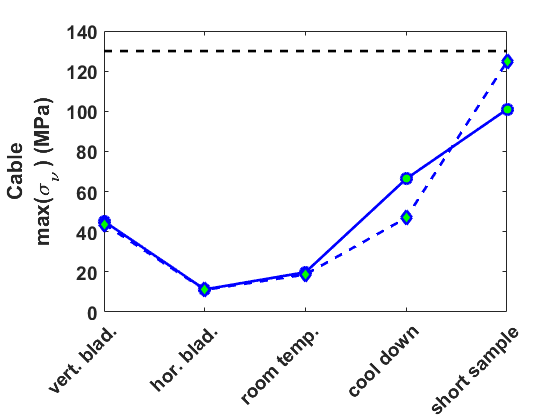 140
120
100
80
60
40
20
0
Cable
max(σᵥ) (MPa)
vert. blad.
hor. blad.
room temp.
cool down
short sample